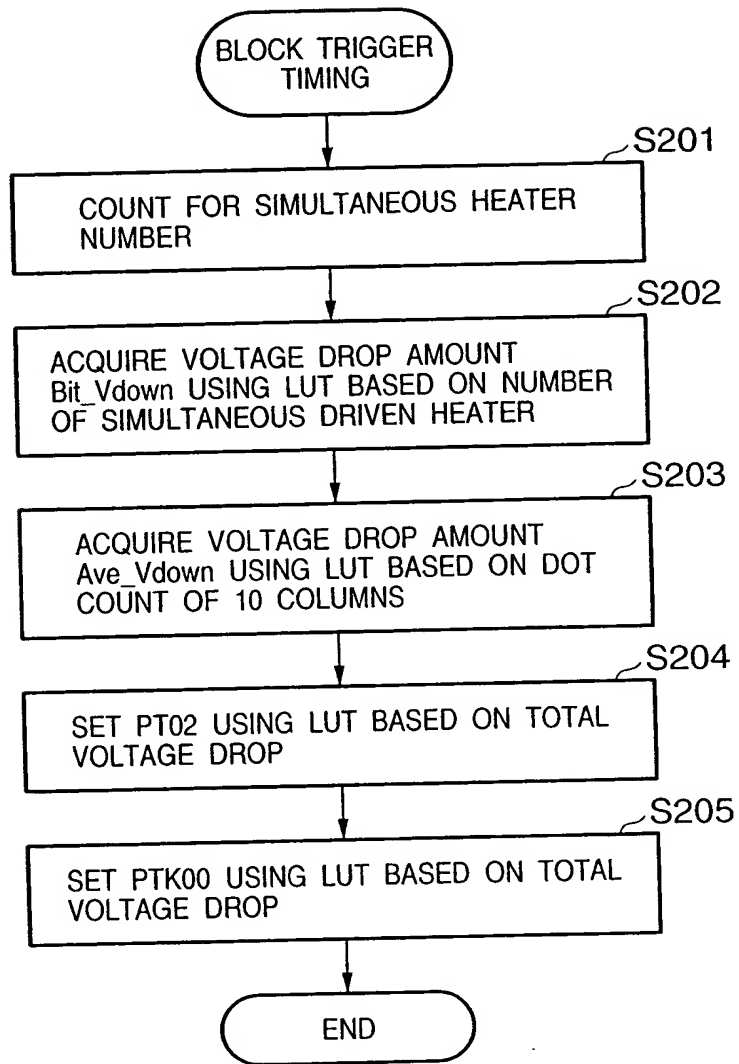 BLOCK TRIGGER
TIMING
S201
COUNT FOR SIMULTANEOUS HEATER
NUMBER
S202
ACQUIRE VOLTAGE DROP AMOUNT
Bit_Vdown USING LUT BASED ON NUMBER
OF SIMULTANEOUS DRIVEN HEATER
S203
ACQUIRE VOLTAGE DROP AMOUNT
Ave_Vdown USING LUT BASED ON DOT
COUNT OF 10 COLUMNS
S204
SET PT02 USING LUT BASED ON TOTAL
VOLTAGE DROP
S205
SET PTK00 USING LUT BASED ON TOTAL
VOLTAGE DROP
END